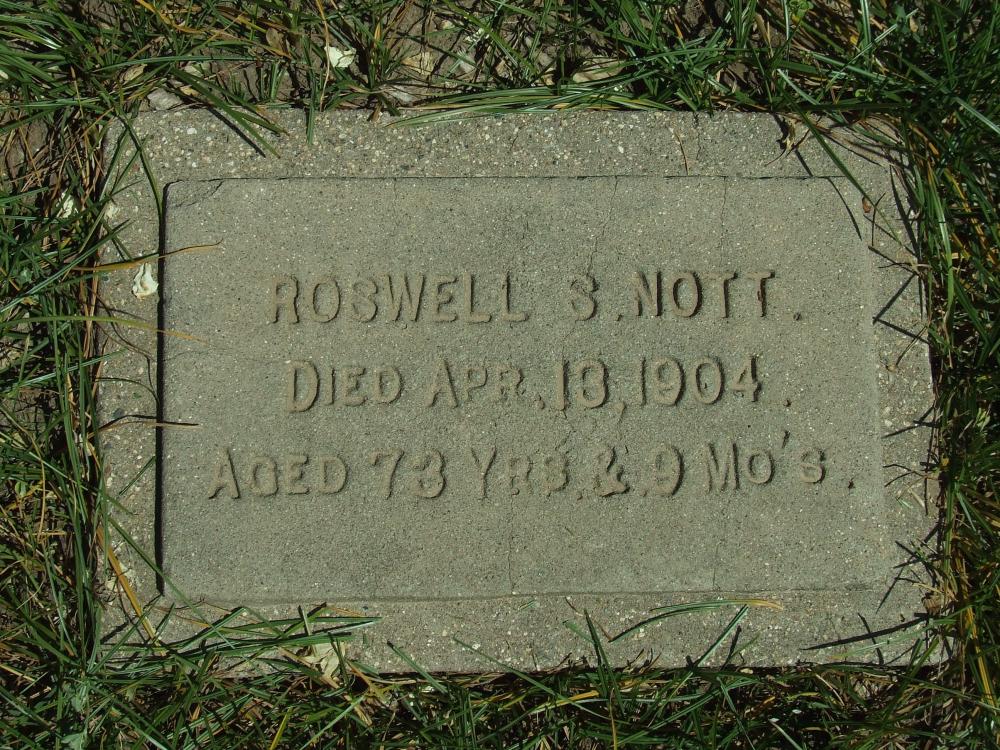 ROSWELL S. NOTT.
DIED APR. 13, 1904.
AGED 73 YRS. & 9 MO'S.